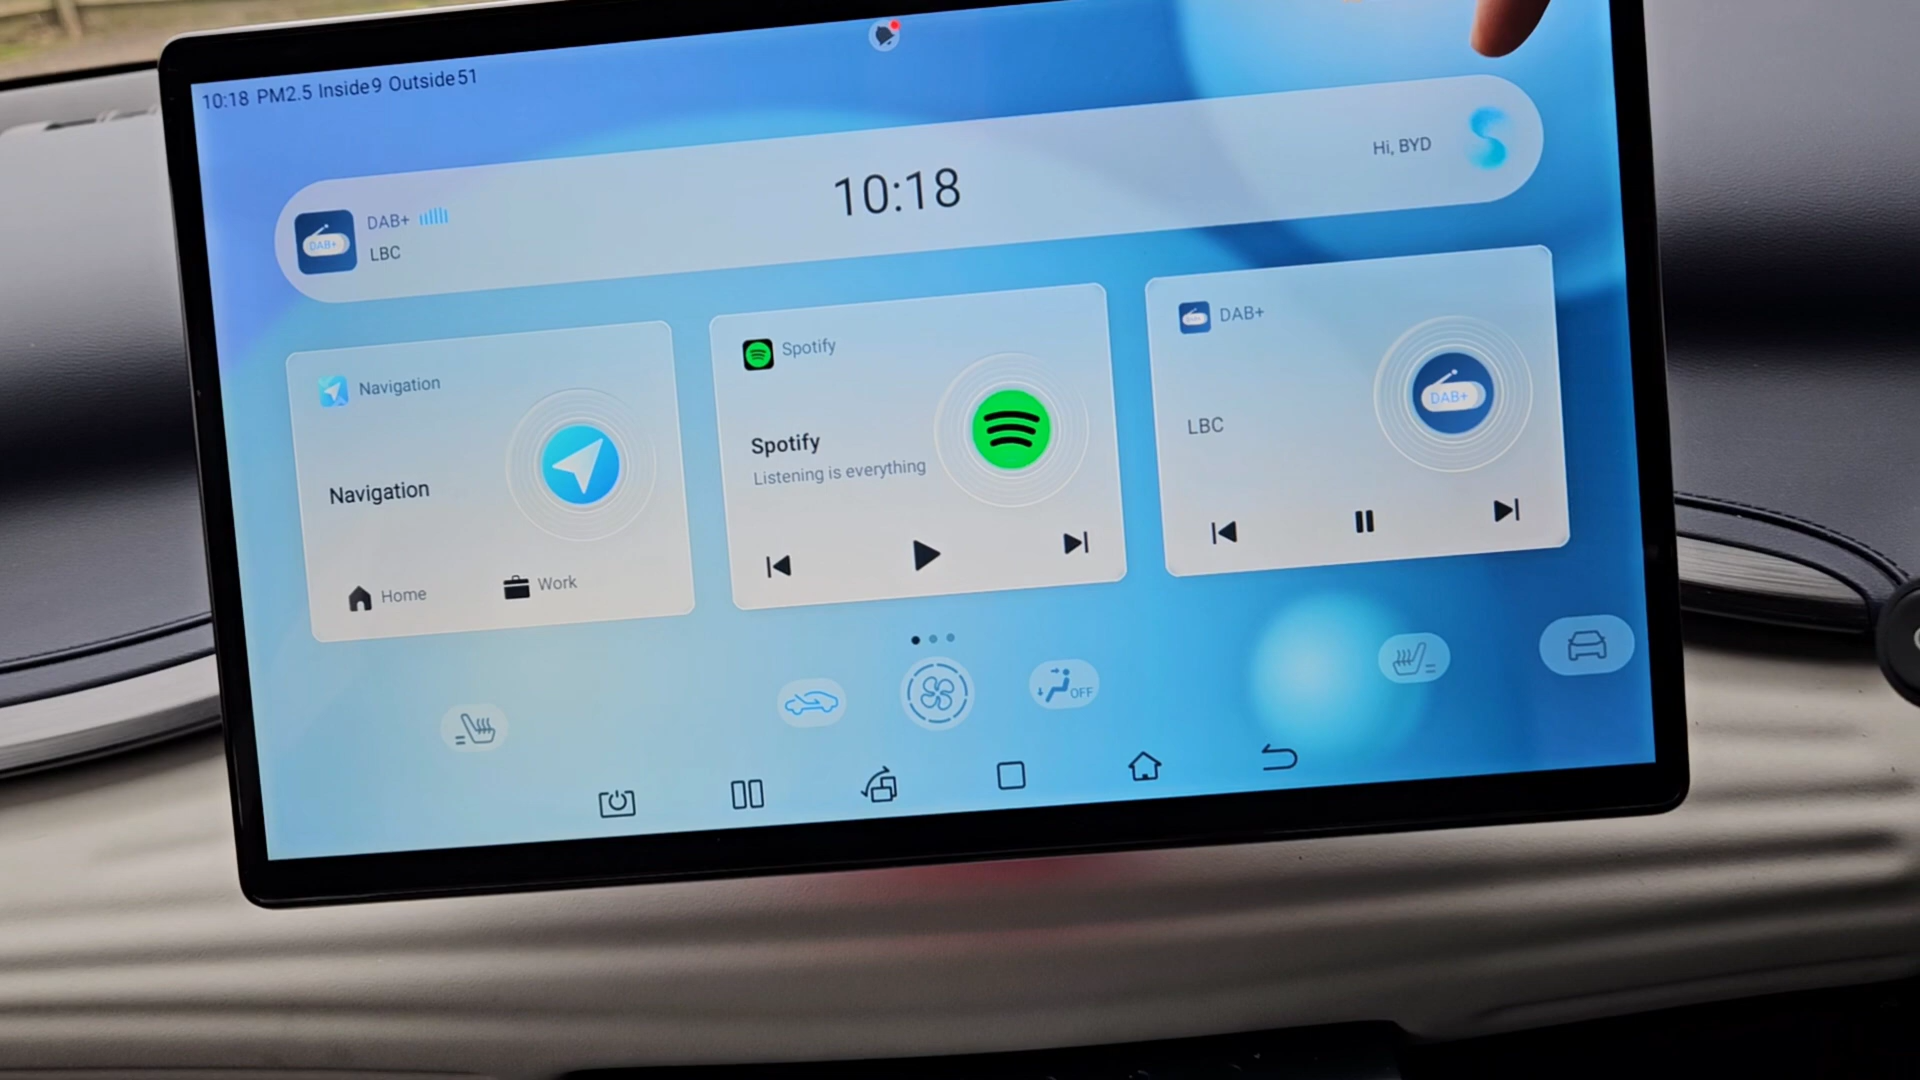 10:18 PM2.5 Inside9 Outside51
DAB+
DAB+
LBC
10:18
Hi, BYD
Navigation
Navigation
Home
Work
Spotify
Spotify
Listening is everything
DAB+
DAB+
LBC
OFF